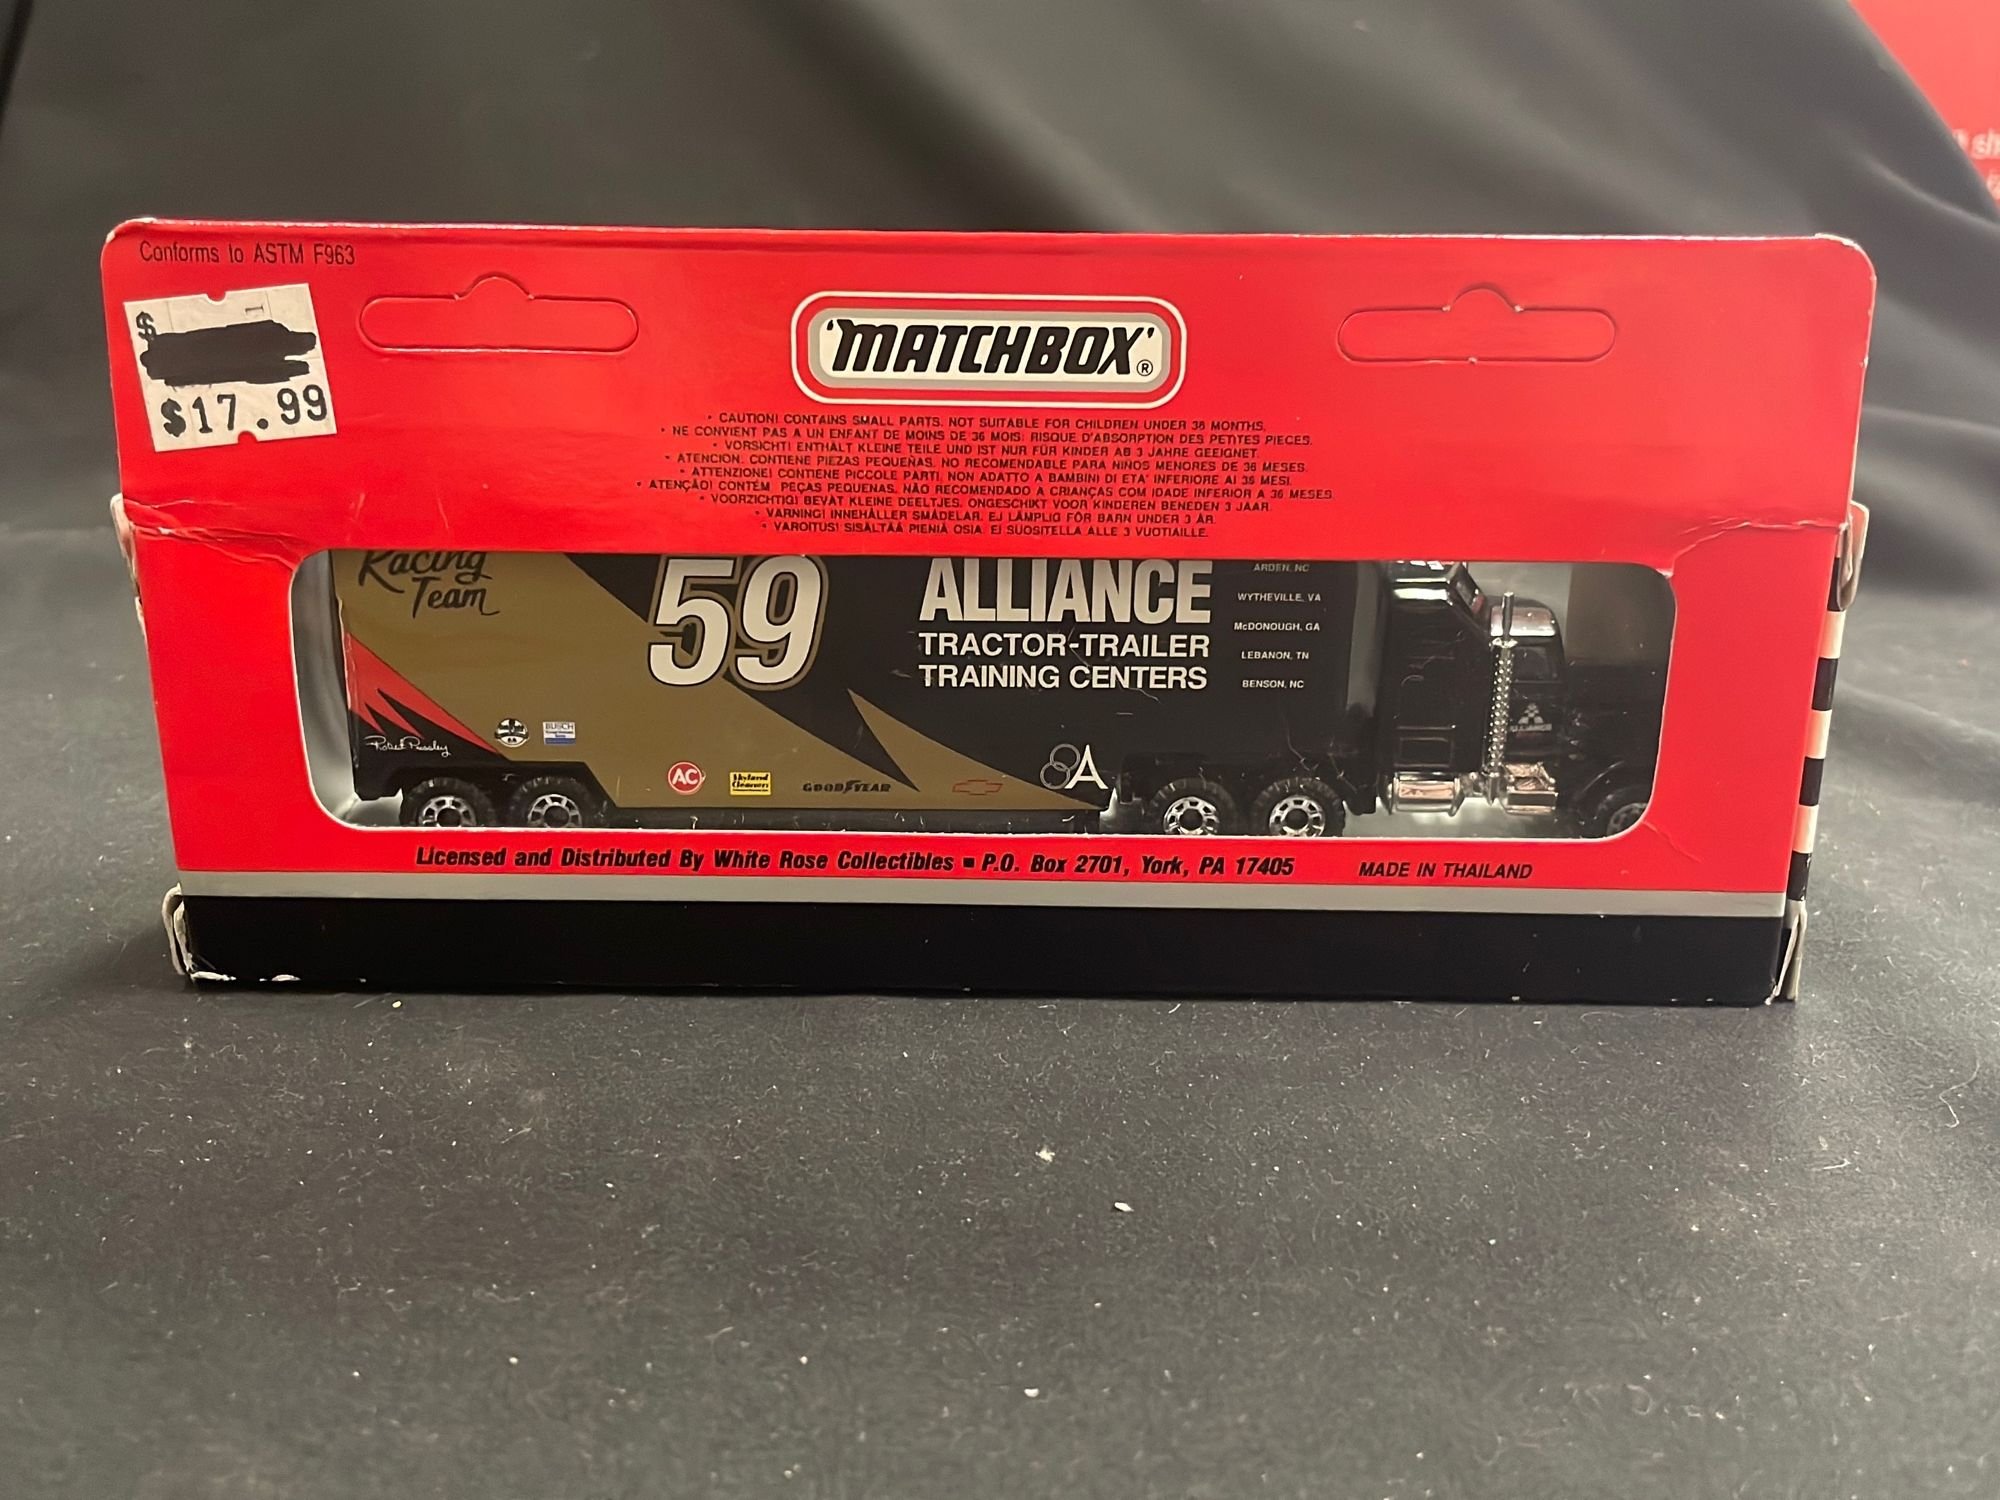 Conforms to ASTM F963
$
$17.99
'MATCHBOX'®
• CAUTION! CONTAINS SMALL PARTS. NOT SUITABLE FOR CHILDREN UNDER 36 MONTHS.
• NE CONVIENT PAS A UN ENFANT DE MOINS DE 36 MOIS: RISQUE D'ABSORPTION DES PETITES PIECES.
• VORSICHT! ENTHÄLT KLEINE TEILE UND IST NUR FÜR KINDER AB 3 JAHRE GEEIGNET.
• ATENCION. CONTIENE PIEZAS PEQUEÑAS. NO RECOMENDABLE PARA NIÑOS MENORES DE 36 MESES.
• ATTENZIONE! CONTIENE PICCOLE PARTI. NON ADATTO A BAMBINI DI ETA' INFERIORE AI 36 MESI.
• ATENÇÃO! CONTÉM PEÇAS PEQUENAS. NÃO RECOMENDADO A CRIANÇAS COM IDADE INFERIOR A 36 MESES.
• VOORZICHTIG! BEVAT KLEINE DEELTJES. ONGESCHIKT VOOR KINDEREN BENEDEN 3 JAAR.
• VARNING! INNEHÅLLER SMÅDELAR. EJ LÄMPLIG FÖR BARN UNDER 3 ÅR.
• VAROITUS! SISÄLTÄÄ PIENIÄ OSIA. EI SUOSITELLA ALLE 3 VUOTIAILLE.
Racing
Team
59
ALLIANCE
TRACTOR-TRAILER
TRAINING CENTERS
ARDEN, NC
WYTHEVILLE, VA
McDONOUGH, GA
LEBANON, TN
BENSON, NC
Robert Pressley
BUSCH
AC
GOODYEAR
A
ALLIANCE
Licensed and Distributed By White Rose Collectibles ■ P.O. Box 2701, York, PA 17405
MADE IN THAILAND